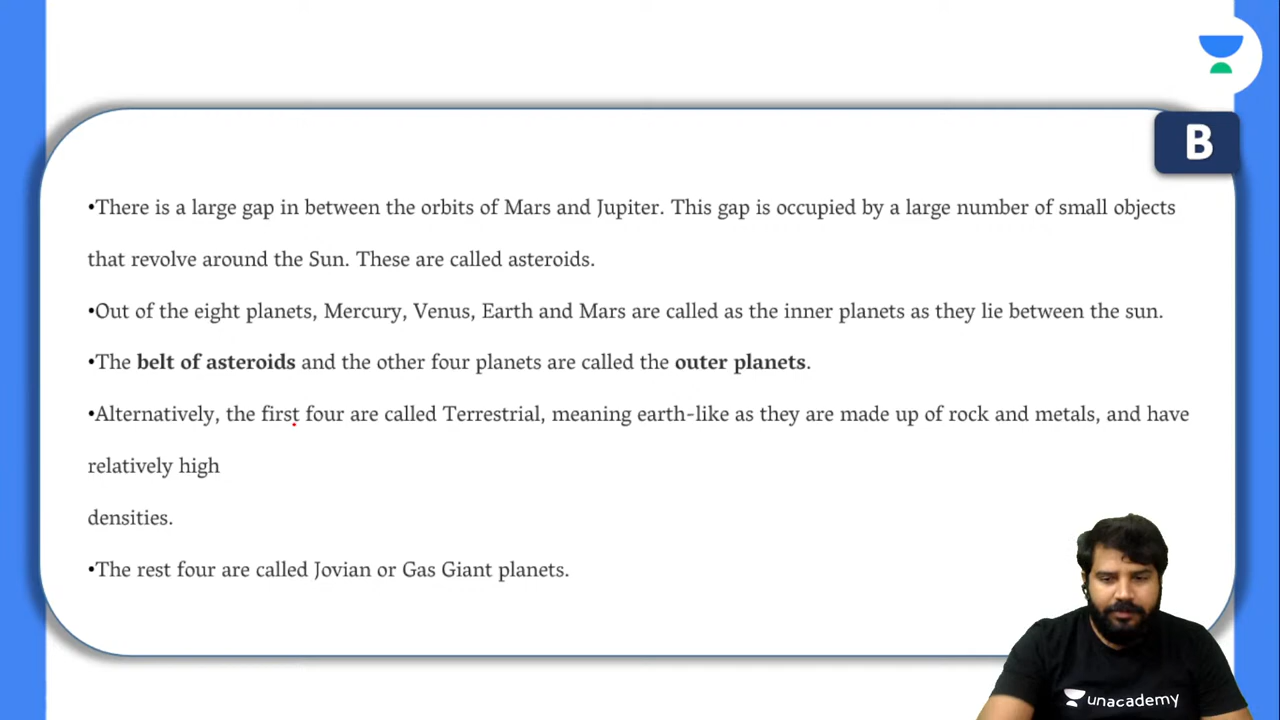 B
•There is a large gap in between the orbits of Mars and Jupiter. This gap is occupied by a large number of small objects
that revolve around the Sun. These are called asteroids.
•Out of the eight planets, Mercury, Venus, Earth and Mars are called as the inner planets as they lie between the sun.
•The belt of asteroids and the other four planets are called the outer planets.
•Alternatively, the first four are called Terrestrial, meaning earth-like as they are made up of rock and metals, and have
relatively high
densities.
•The rest four are called Jovian or Gas Giant planets.
unacademy